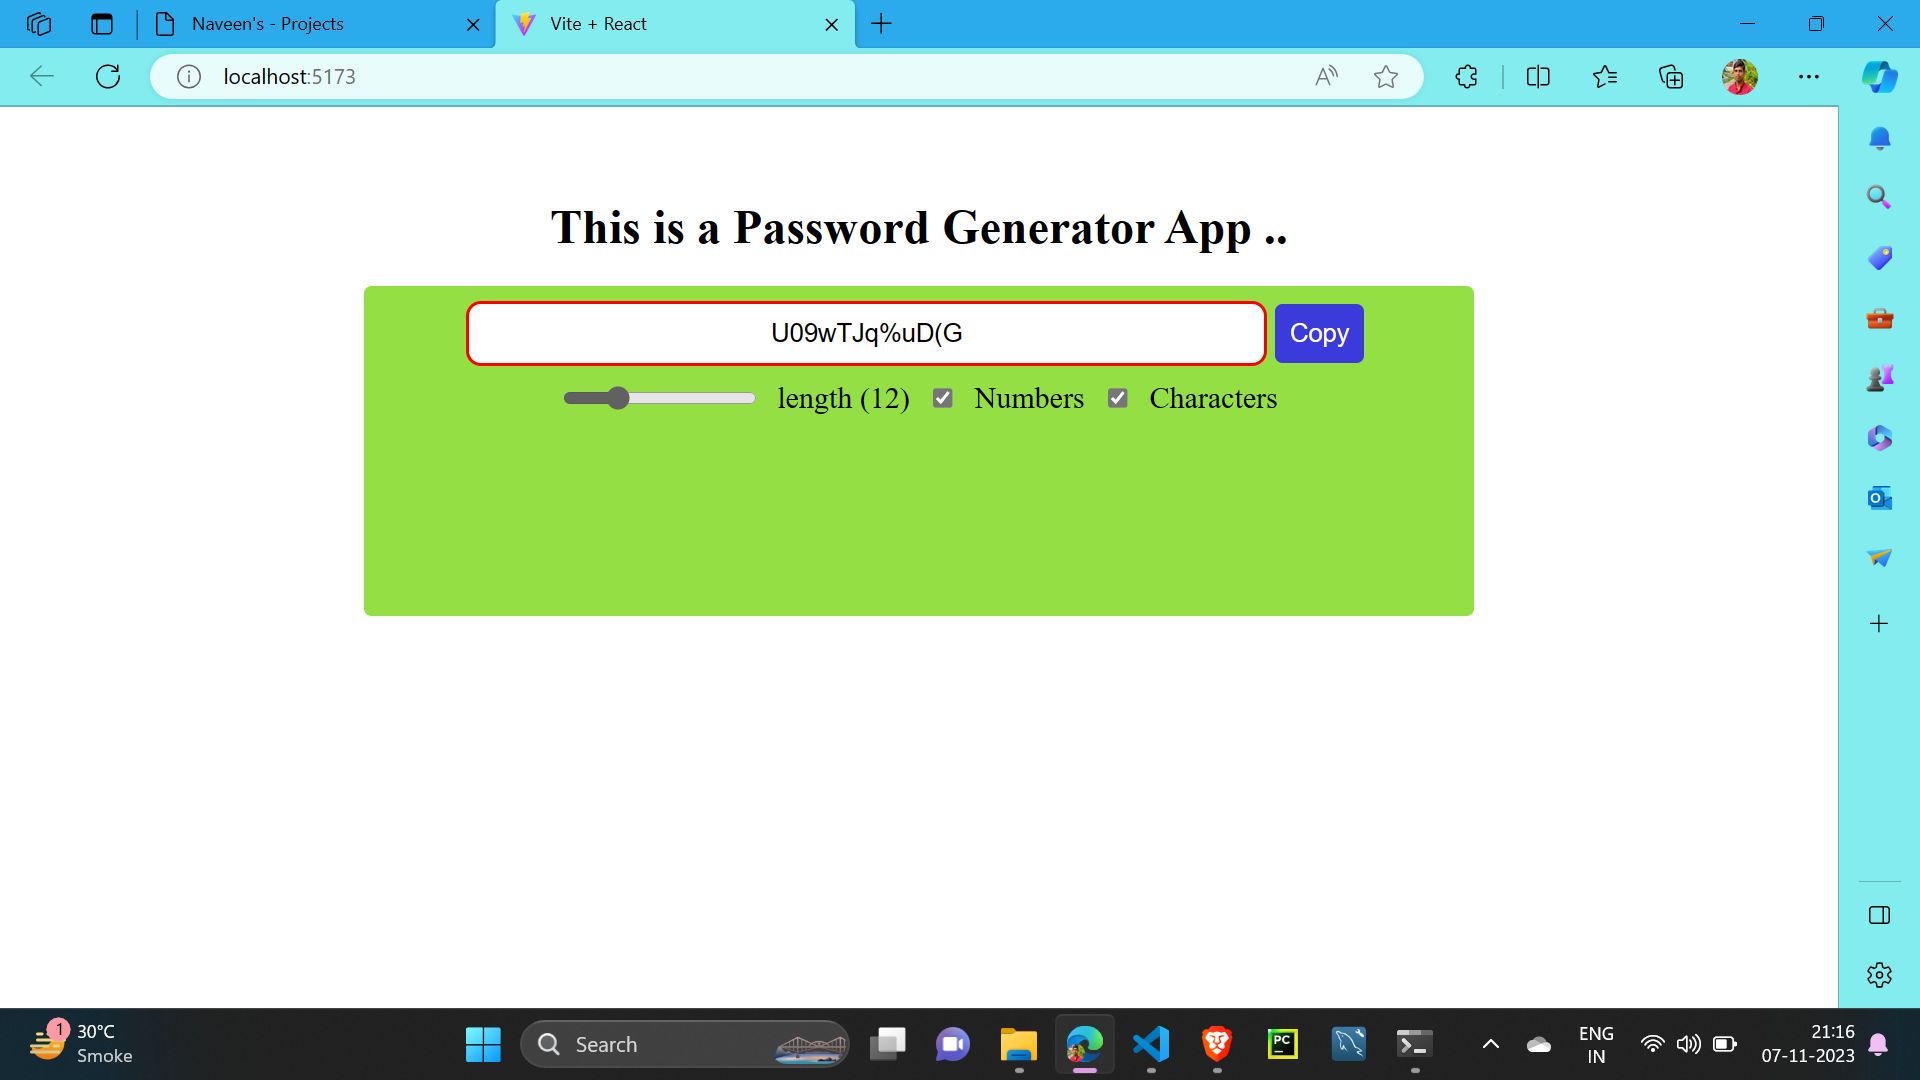 Naveen's - Projects
Vite + React
localhost:5173
This is a Password Generator App ..
U09wTJq%uD(G
Copy
length (12) Numbers Characters
1
30°C
Smoke
Search
PC
ENG
IN
21:16
07-11-2023